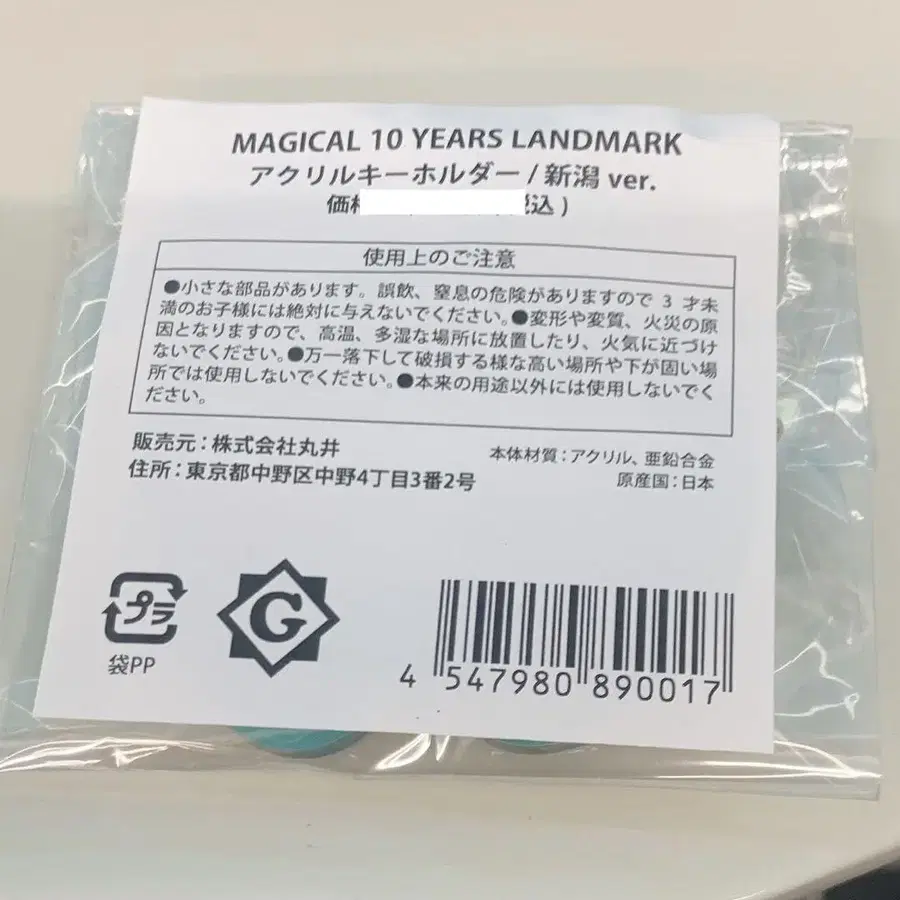 MAGICAL 10 YEARS LANDMARK
アクリルキーホルダー / 新潟 ver.
価 税込 )
使用上のご注意
●小さな部品があります。誤飲、窒息の危険がありますので 3 才未
満のお子様には絶対に与えないでください。●変形や変質、火災の原
因となりますので、高温、多湿な場所に放置したり、火気に近づけ
ないでください。●万一落下して破損する様な高い場所や下が固い場
所では使用しないでください。●本来の用途以外には使用しないでく
ださい。
販売元：株式会社丸井
住所：東京都中野区中野4丁目3番2号
本体材質：アクリル、亜鉛合金
原産国：日本
プラ
袋PP
G
4 547980 890017